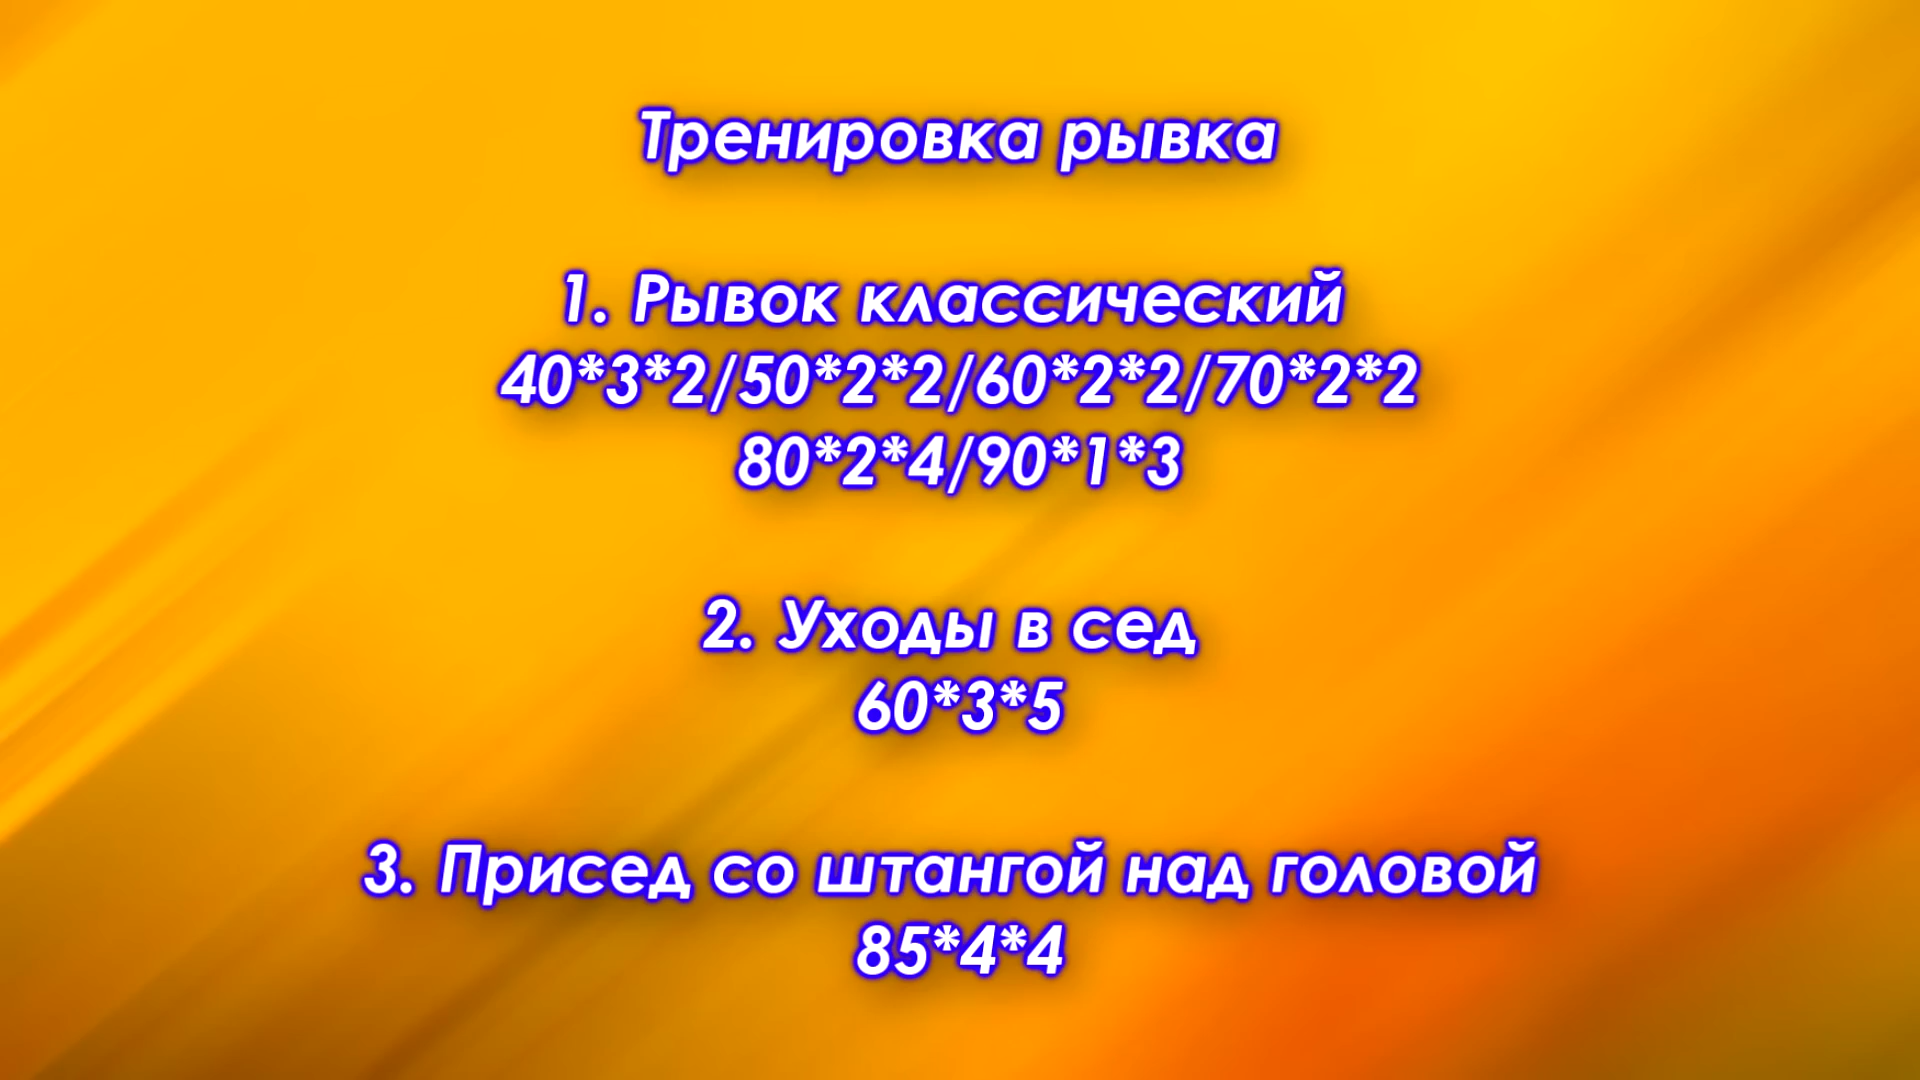 Тренировка рывка
1. Рывок классический
40*3*2/50*2*2/60*2*2/70*2*2
80*2*4/90*1*3
2. Уходы в сед
60*3*5
3. Присед со штангой над головой
85*4*4